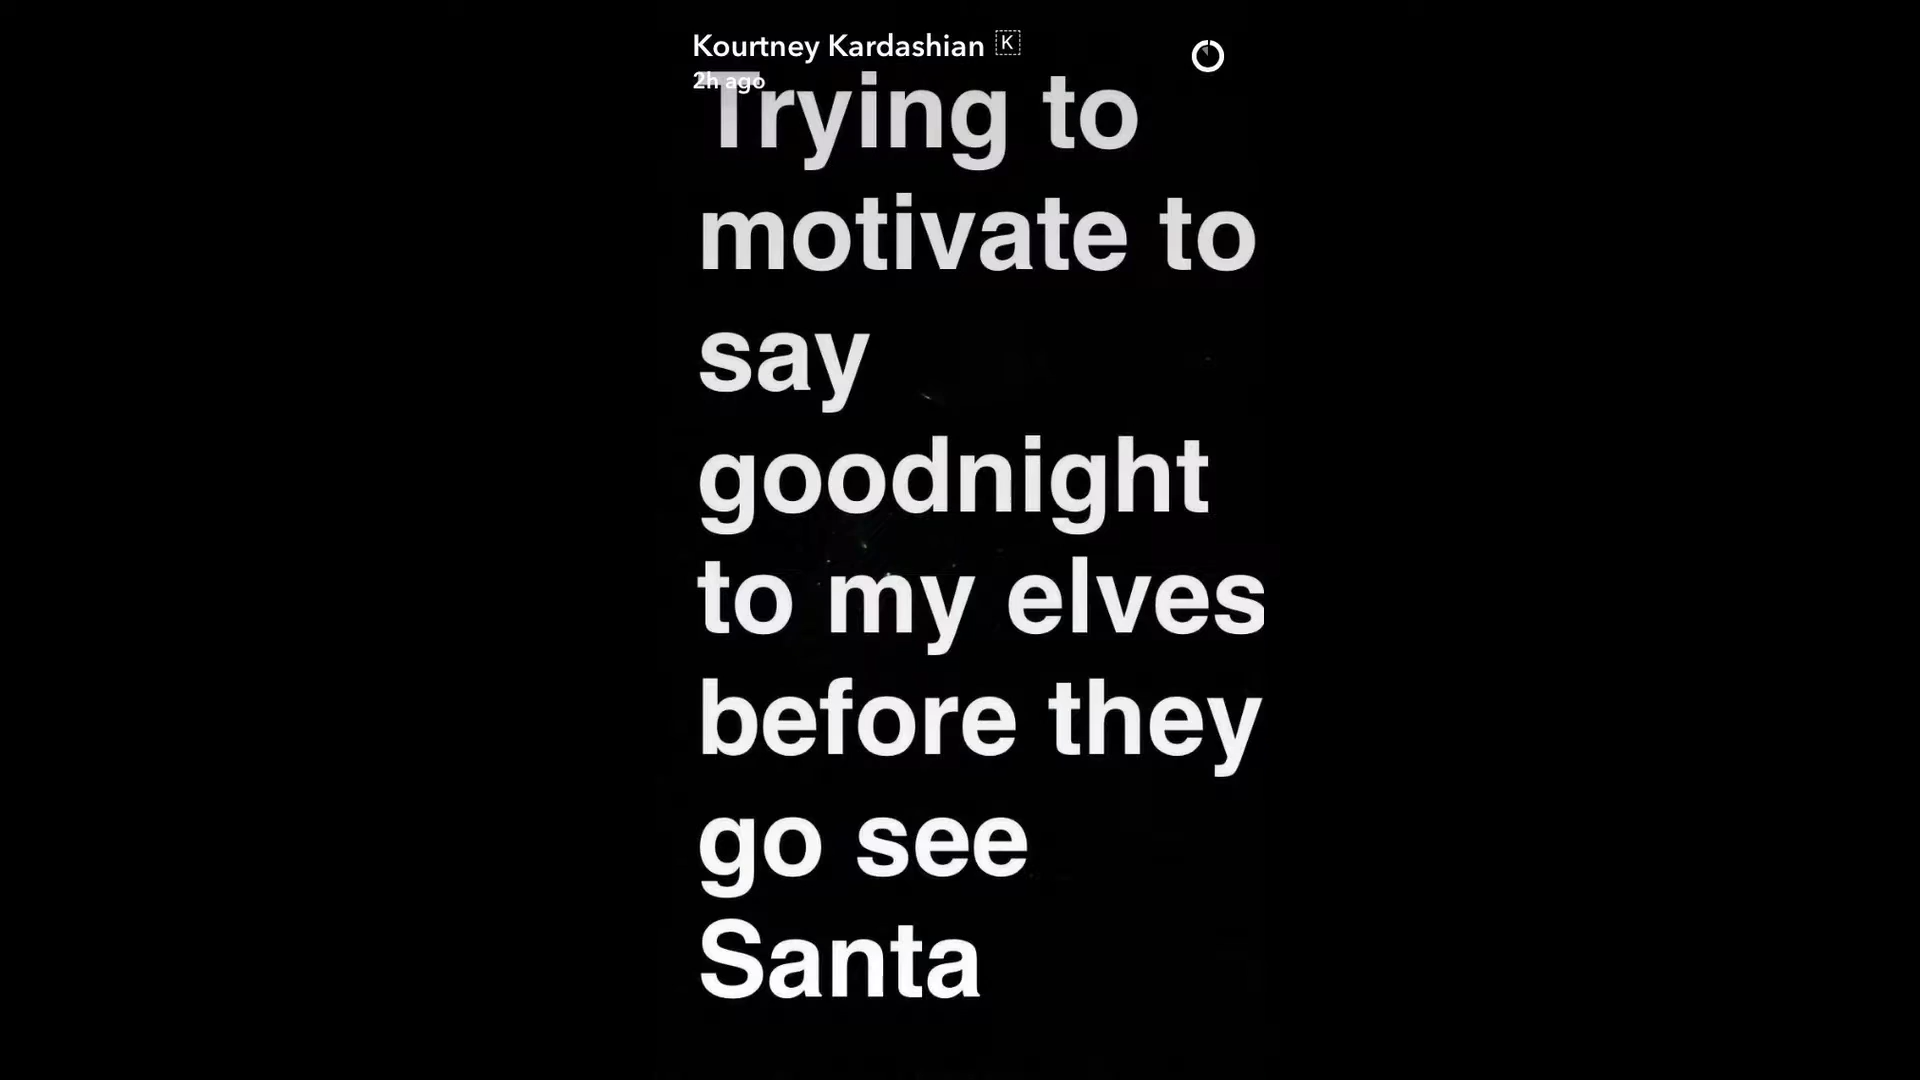 Kourtney Kardashian K
2h ago
Trying to
motivate to
say
goodnight
to my elves
before they
go see
Santa